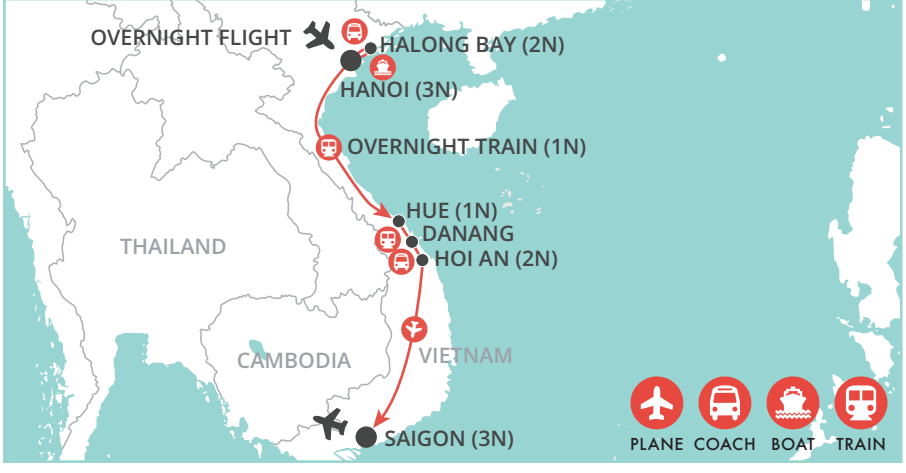 OVERNIGHT FLIGHT
HALONG BAY (2N)
HANOI (3N)
OVERNIGHT TRAIN (1N)
HUE (1N)
DANANG
HOI AN (2N)
THAILAND
CAMBODIA
VIETNAM
SAIGON (3N)
PLANE COACH BOAT TRAIN